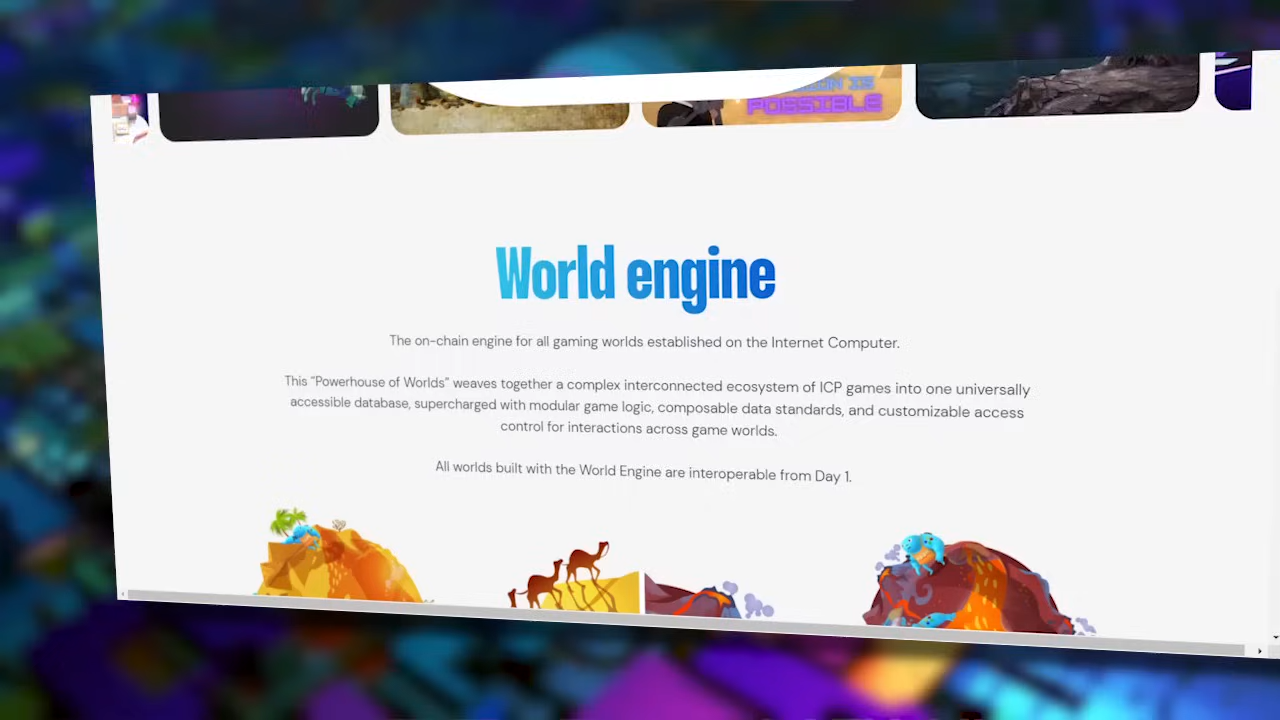 POSSIBLE
World engine
The on-chain engine for all gaming worlds established on the Internet Computer.
This “Powerhouse of Worlds” weaves together a complex interconnected ecosystem of ICP games into one universally
accessible database, supercharged with modular game logic, composable data standards, and customizable access
control for interactions across game worlds.
All worlds built with the World Engine are interoperable from Day 1.